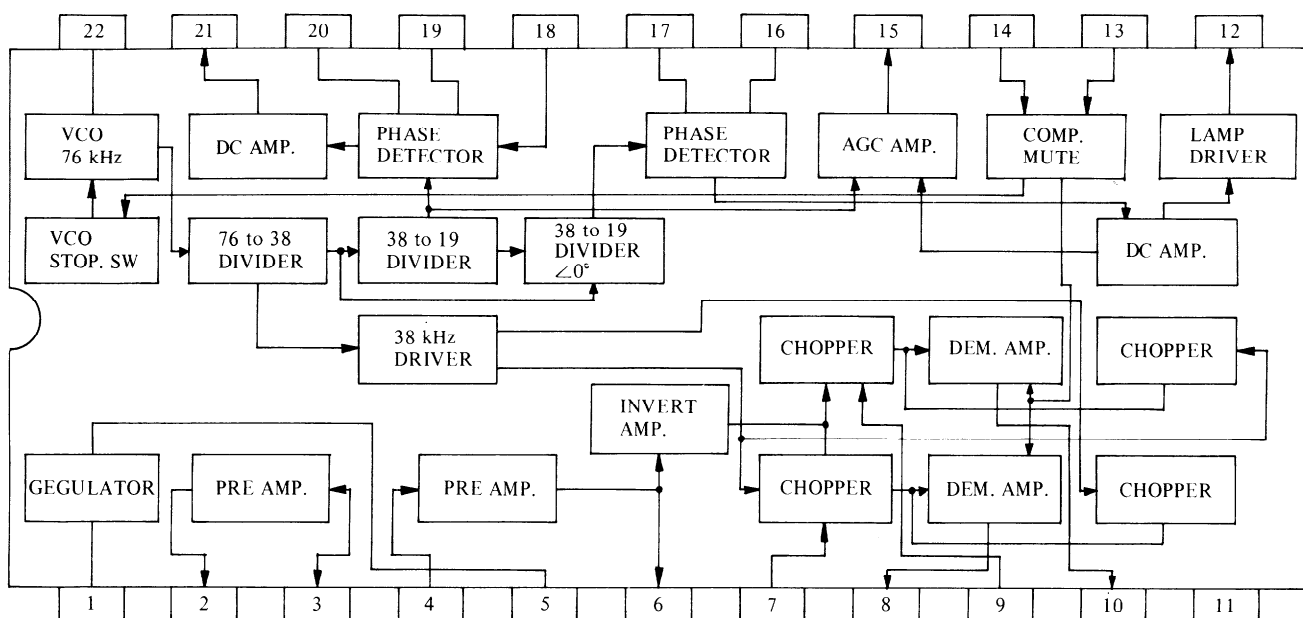 22 21 20 19 18 17 16 15 14 13 12
VCO
76 kHz
DC AMP.
PHASE
DETECTOR
PHASE
DETECTOR
AGC AMP.
COMP.
MUTE
LAMP
DRIVER
VCO
STOP. SW
76 to 38
DIVIDER
38 to 19
DIVIDER
38 to 19
DIVIDER
∠0°
DC AMP.
38 kHz
DRIVER
CHOPPER
DEM. AMP.
CHOPPER
INVERT
AMP.
GEGULATOR
PRE AMP.
PRE AMP.
CHOPPER
DEM. AMP.
CHOPPER
1 2 3 4 5 6 7 8 9 10 11